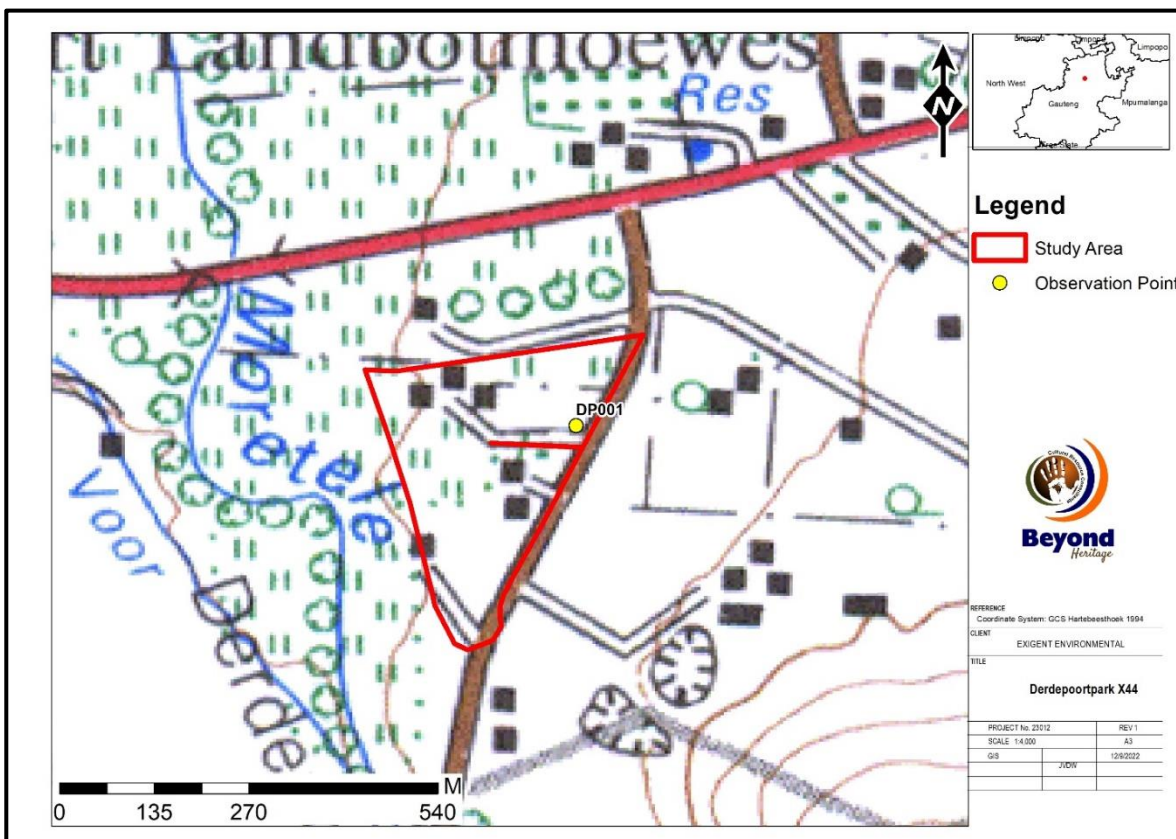 Landbouhoewes
Res
Moretele
Voor
Derde
DP001
N
M
0 135 270 540
Limpopo
North West
Gauteng
Mpumalanga
Legend
Study Area
Observation Point
Beyond
Heritage
REFERENCE
Coordinate System: GCS Hartebeesthoek 1994
CLIENT
EXIGENT ENVIRONMENTAL
TITLE
Derdepoortpark X44
PROJECT No. 23012 REV 1
SCALE 1:4,000 A3
GIS JVDW 12/9/2022